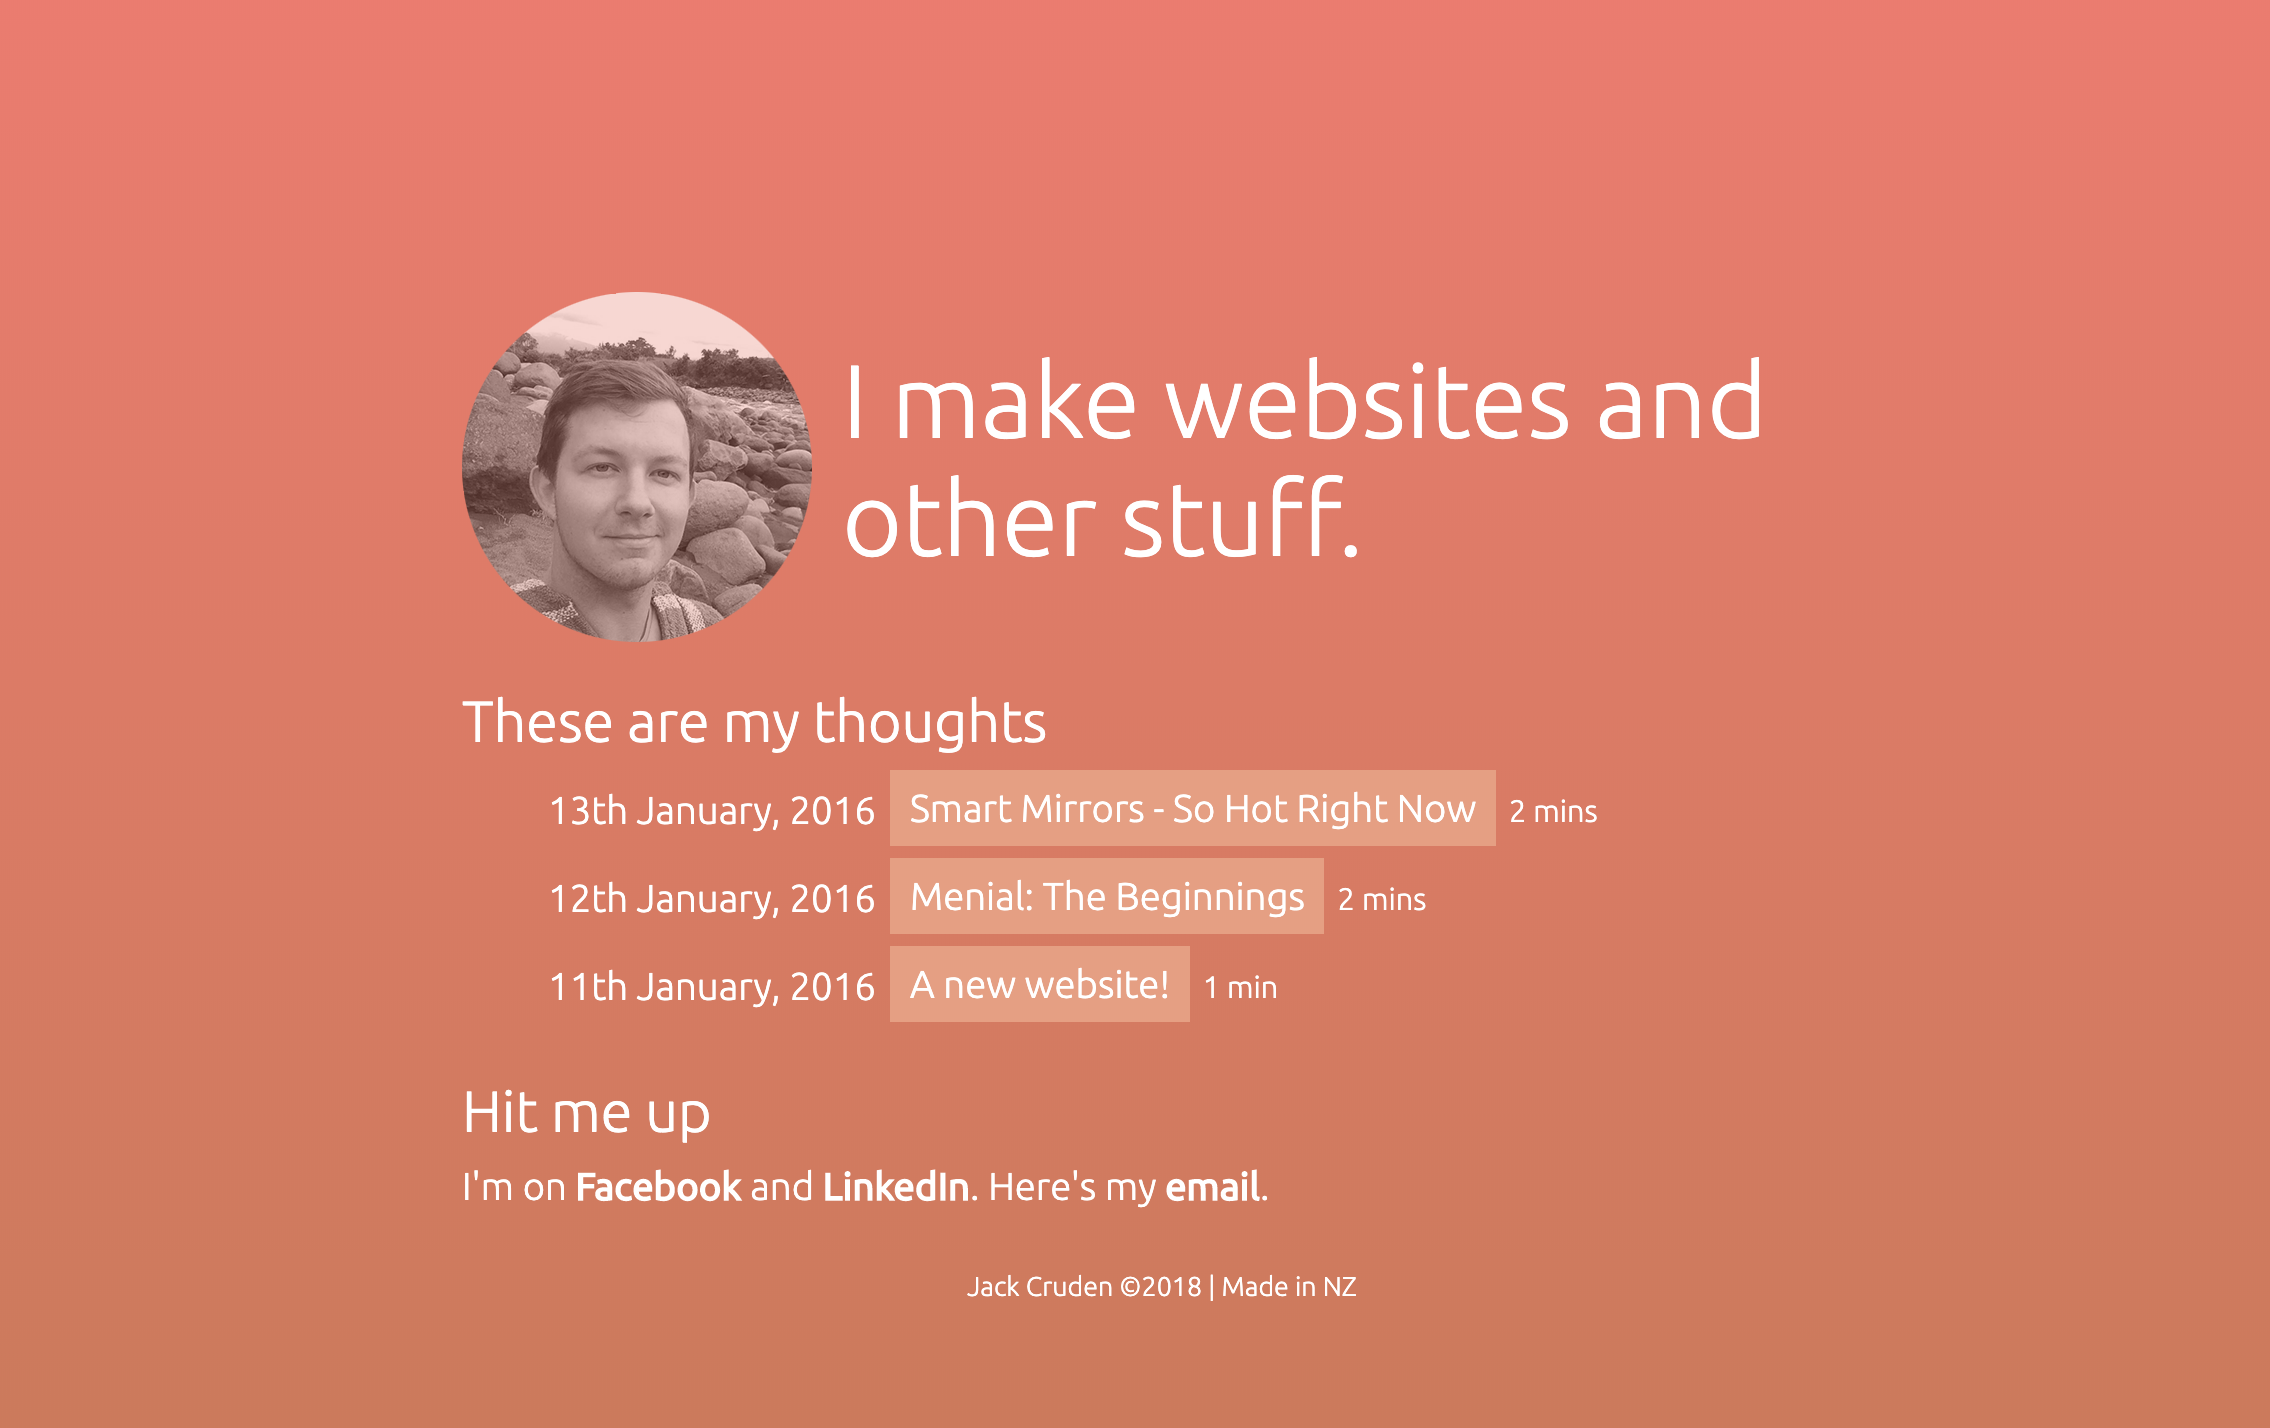 I make websites and
other stuff.
These are my thoughts
13th January, 2016 Smart Mirrors - So Hot Right Now 2 mins
12th January, 2016 Menial: The Beginnings 2 mins
11th January, 2016 A new website! 1 min
Hit me up
I'm on Facebook and LinkedIn. Here's my email.
Jack Cruden ©2018 | Made in NZ